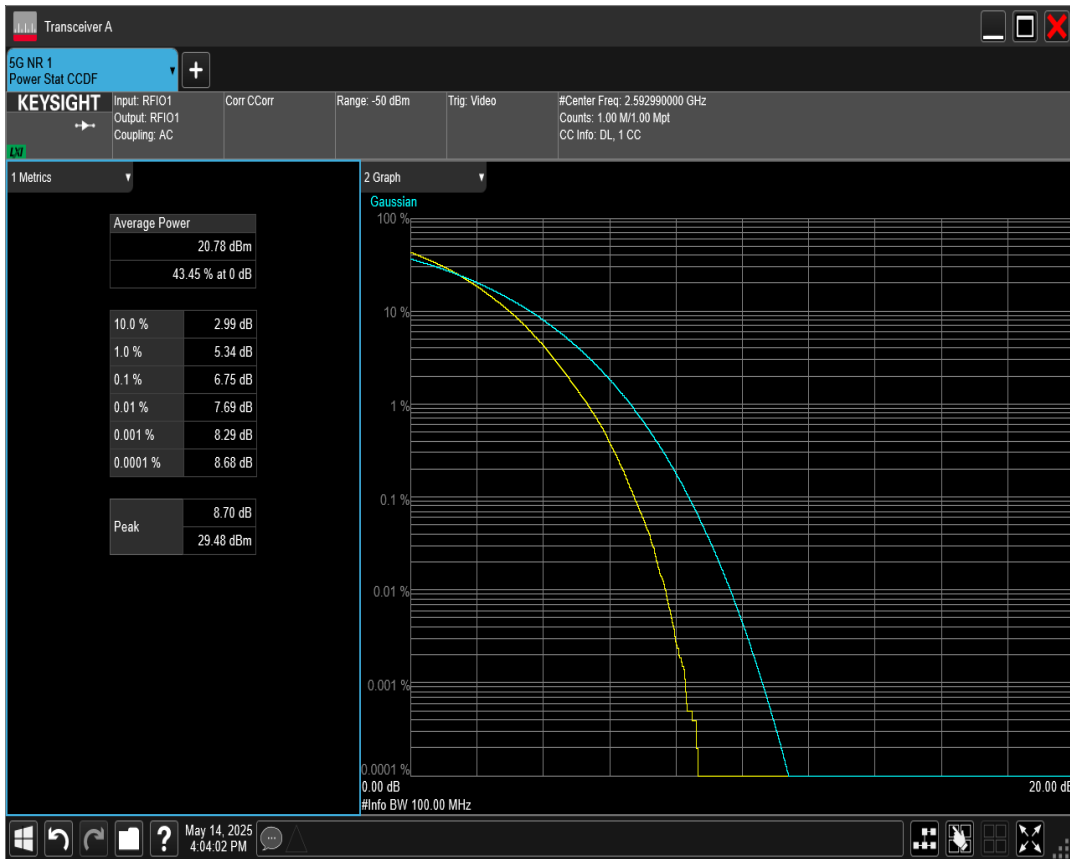 Transceiver A
5G NR 1
Power Stat CCDF
+
KEYSIGHT
LXI
Input: RFIO1
Output: RFIO1
Coupling: AC
Corr CCorr
Range: -50 dBm
Trig: Video
#Center Freq: 2.592990000 GHz
Counts: 1.00 M/1.00 Mpt
CC Info: DL, 1 CC
1 Metrics
Average Power
20.78 dBm
43.45 % at 0 dB
10.0 % 2.99 dB
1.0 % 5.34 dB
0.1 % 6.75 dB
0.01 % 7.69 dB
0.001 % 8.29 dB
0.0001 % 8.68 dB
Peak 8.70 dB
29.48 dBm
2 Graph
Gaussian
100 %
10 %
1 %
0.1 %
0.01 %
0.001 %
0.0001 %
0.00 dB 20.00 dB
#Info BW 100.00 MHz
?
May 14, 2025
4:04:02 PM